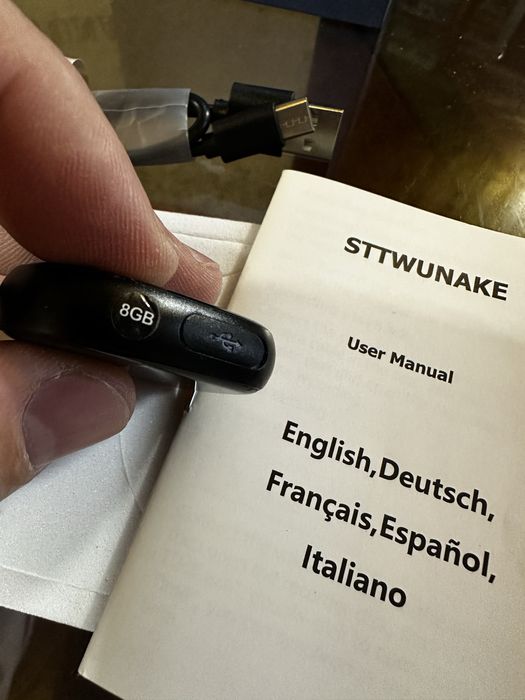 8GB
STTWUNAKE
User Manual
English,Deutsch,
Français,Español,
Italiano